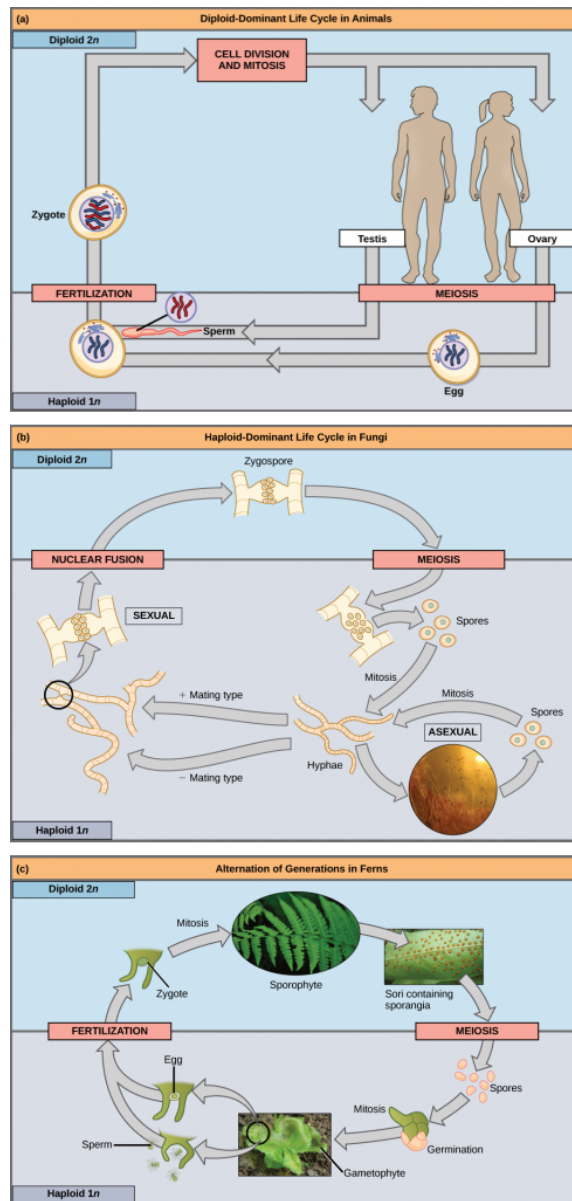 (a) Diploid-Dominant Life Cycle in Animals
Diploid 2n
CELL DIVISION
AND MITOSIS
Zygote
Testis
Ovary
FERTILIZATION
MEIOSIS
Sperm
Egg
Haploid 1n
(b) Haploid-Dominant Life Cycle in Fungi
Diploid 2n
Zygospore
NUCLEAR FUSION
MEIOSIS
SEXUAL
Spores
Mitosis
+ Mating type
Mitosis
Spores
ASEXUAL
Hyphae
− Mating type
Haploid 1n
(c) Alternation of Generations in Ferns
Diploid 2n
Mitosis
Zygote
Sporophyte
Sori containing
sporangia
FERTILIZATION
MEIOSIS
Egg
Spores
Mitosis
Sperm
Germination
Gametophyte
Haploid 1n